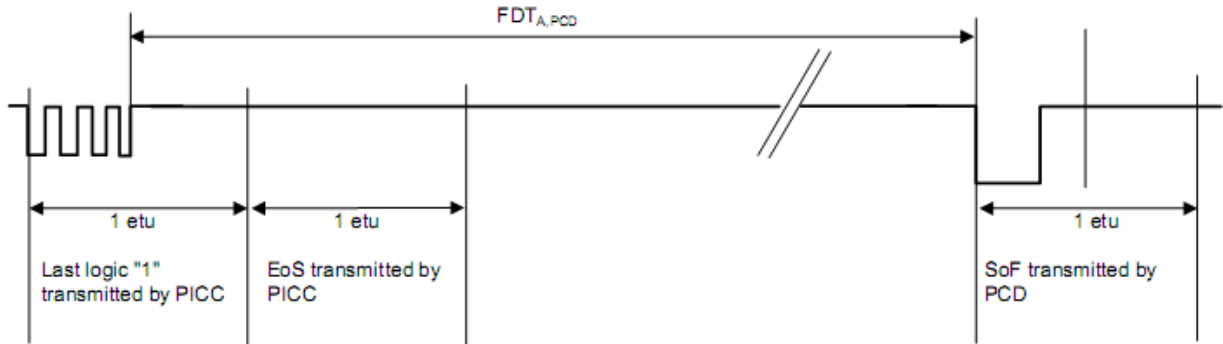 FDTA,PCD
1 etu
1 etu
1 etu
Last logic "1"
transmitted by PICC
EoS transmitted by
PICC
SoF transmitted by
PCD